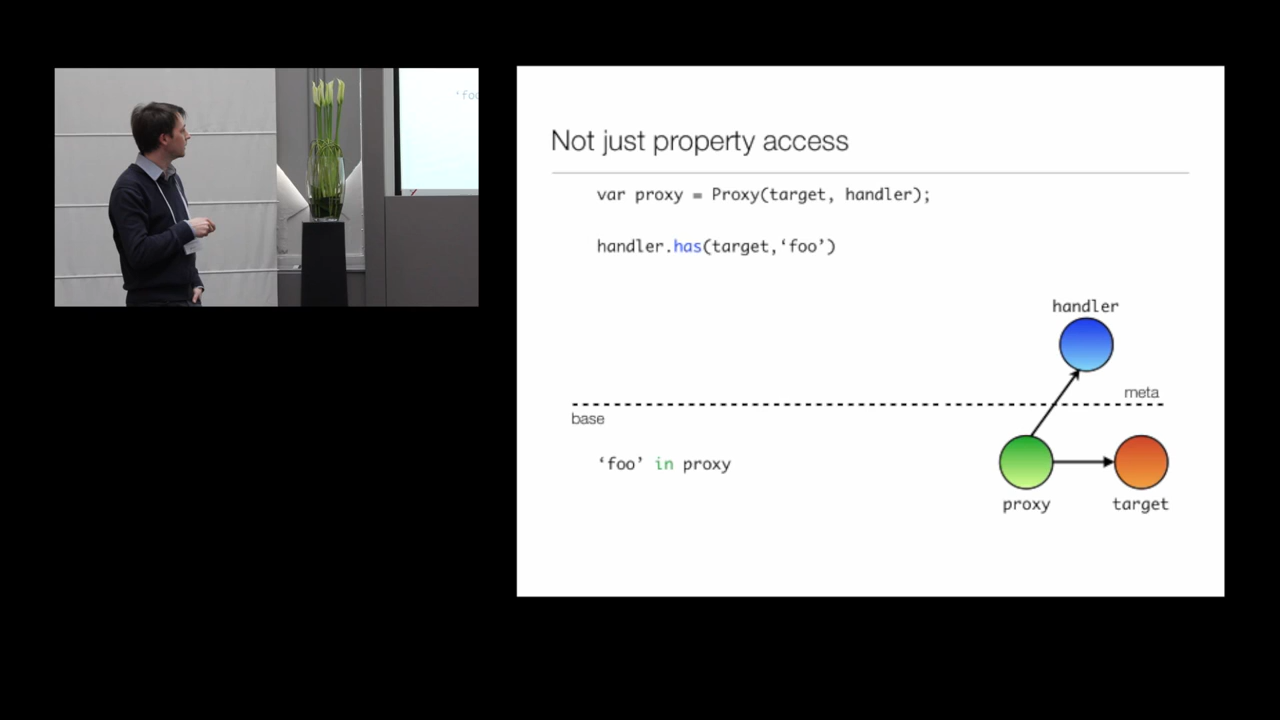 'foo
Not just property access
var proxy = Proxy(target, handler);
handler.has(target,‘foo’)
handler
meta
base
‘foo’ in proxy
proxy
target